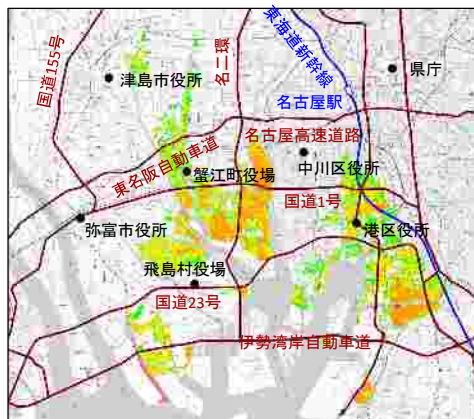 東海道新幹線
国道155号
名二環
県庁
津島市役所
名古屋駅
名古屋高速道路
東名阪自動車道
中川区役所
蟹江町役場
国道1号
弥富市役所
港区役所
飛島村役場
国道23号
伊勢湾岸自動車道